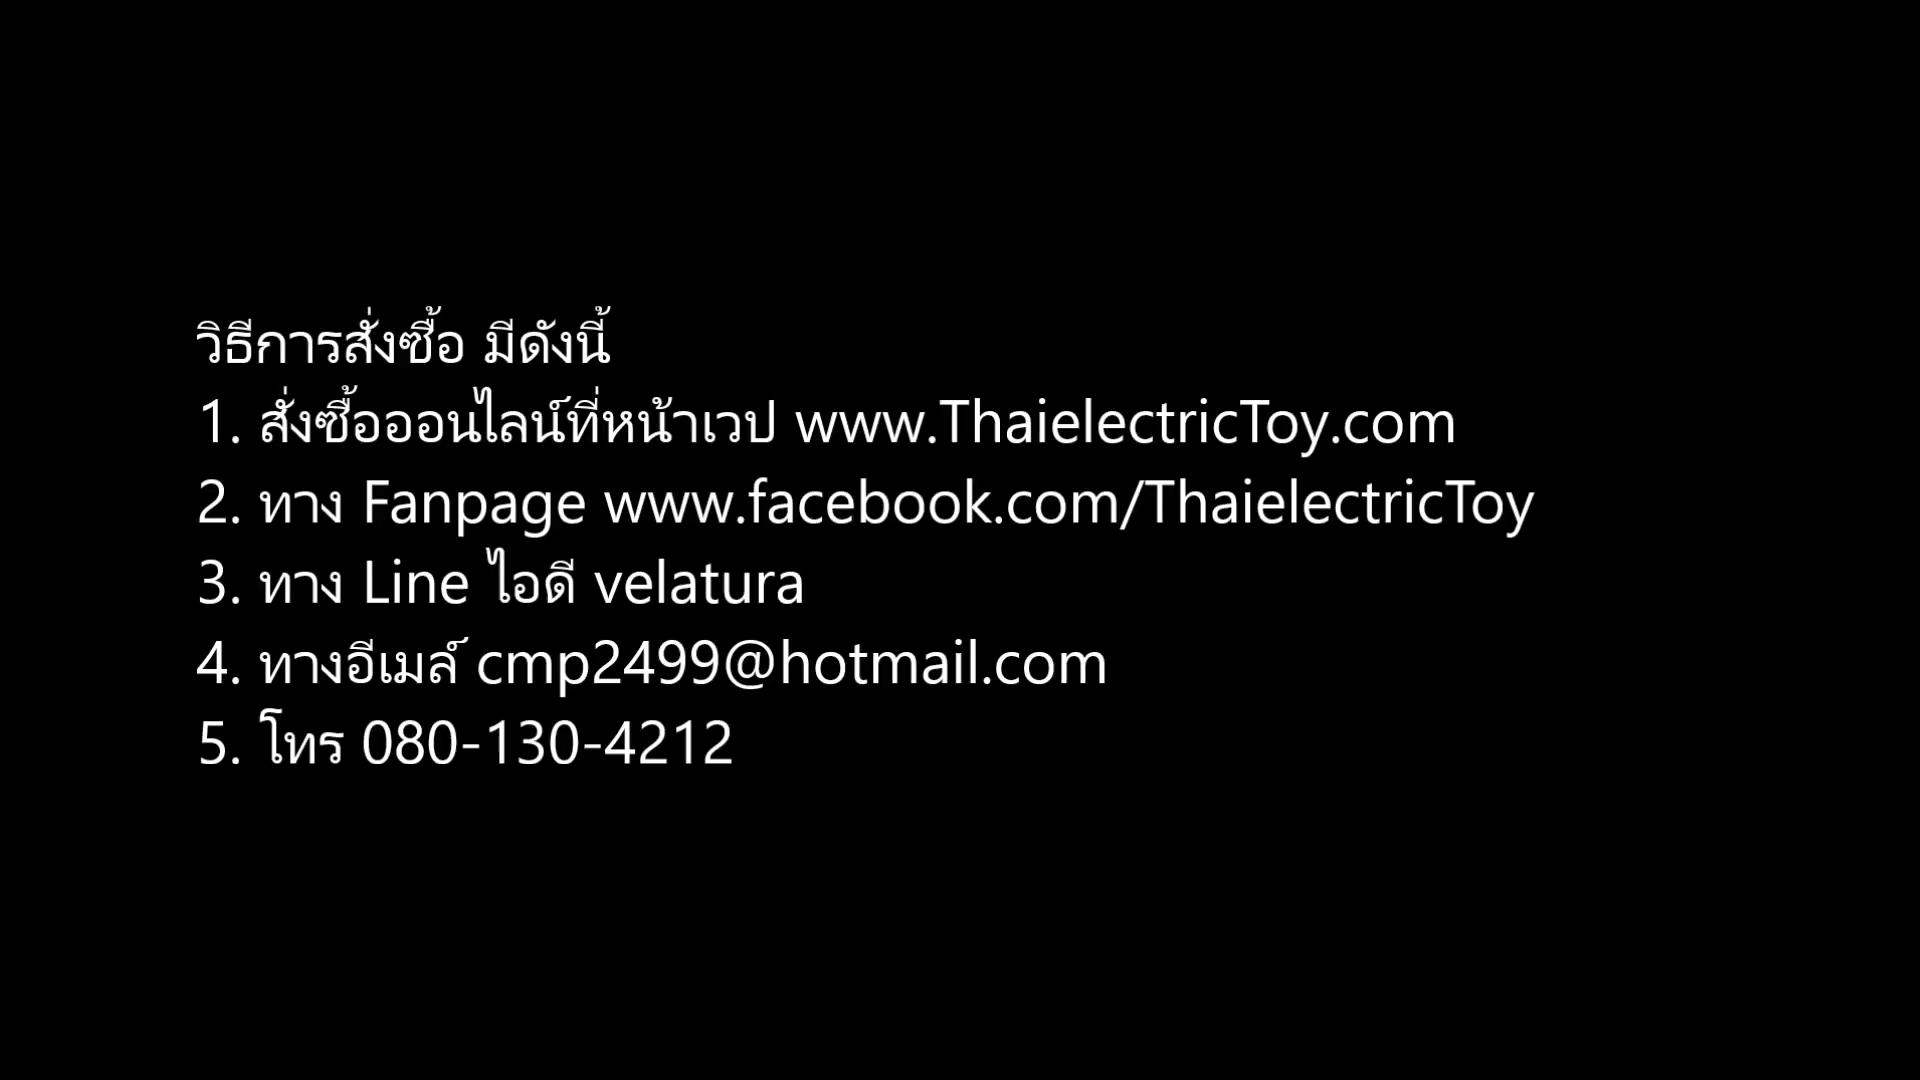 วิธีการสั่งซื้อ มีดังนี้
1. สั่งซื้อออนไลน์ที่หน้าเวป www.ThaielectricToy.com
2. ทาง Fanpage www.facebook.com/ThaielectricToy
3. ทาง Line ไอดี velatura
4. ทางอีเมล์ cmp2499@hotmail.com
5. โทร 080-130-4212